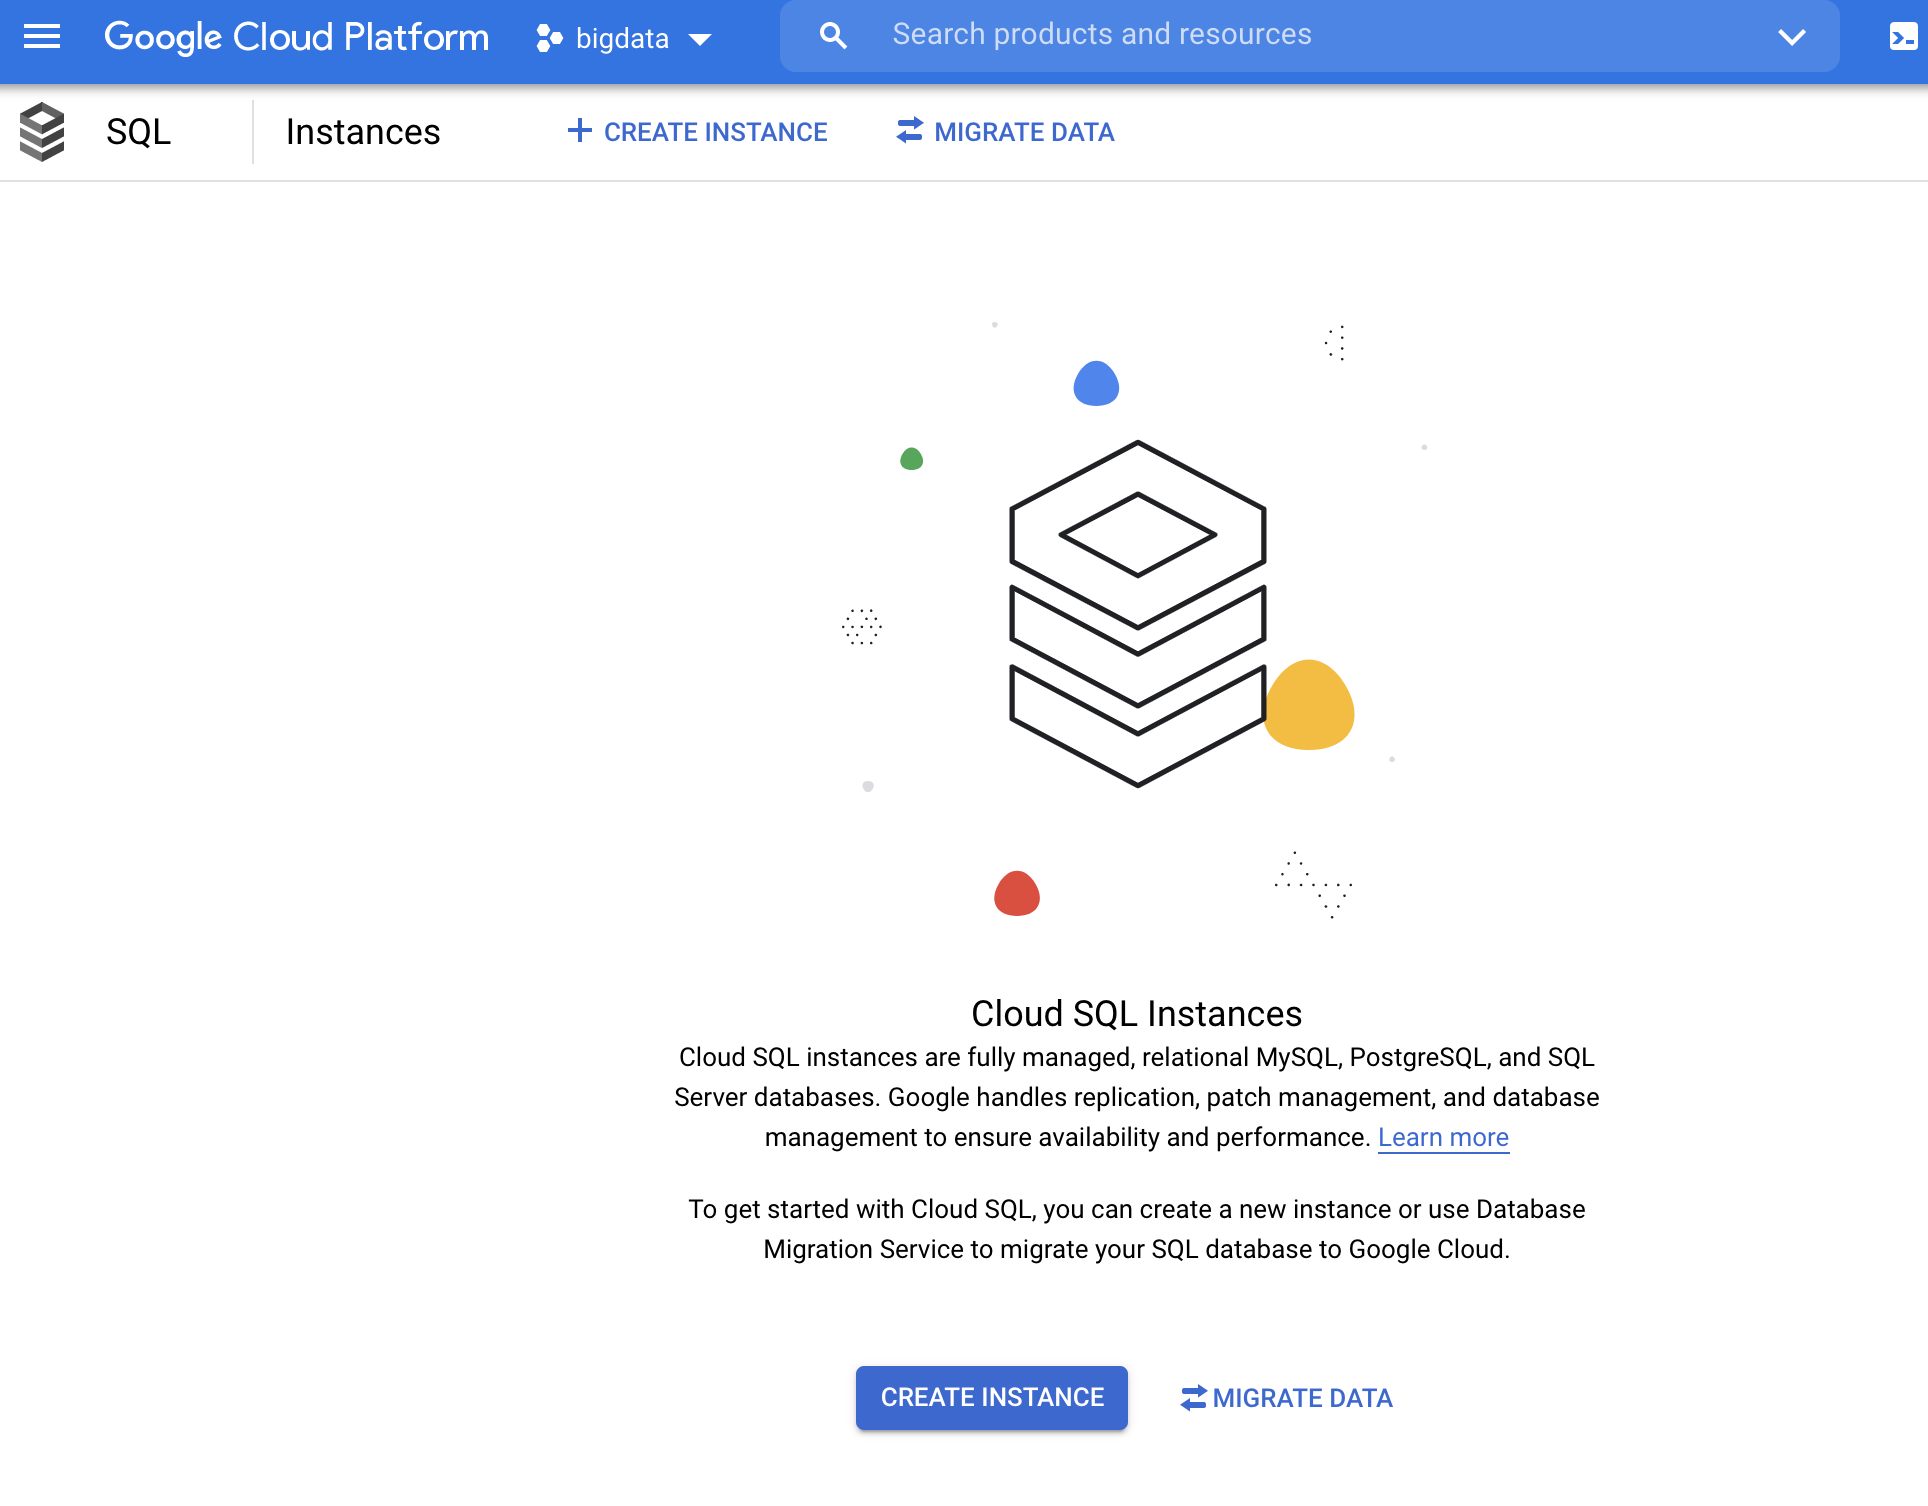 Google Cloud Platform
bigdata
Search products and resources
SQL
Instances
CREATE INSTANCE
MIGRATE DATA
Cloud SQL Instances
Cloud SQL instances are fully managed, relational MySQL, PostgreSQL, and SQL
Server databases. Google handles replication, patch management, and database
management to ensure availability and performance. Learn more
To get started with Cloud SQL, you can create a new instance or use Database
Migration Service to migrate your SQL database to Google Cloud.
CREATE INSTANCE
MIGRATE DATA